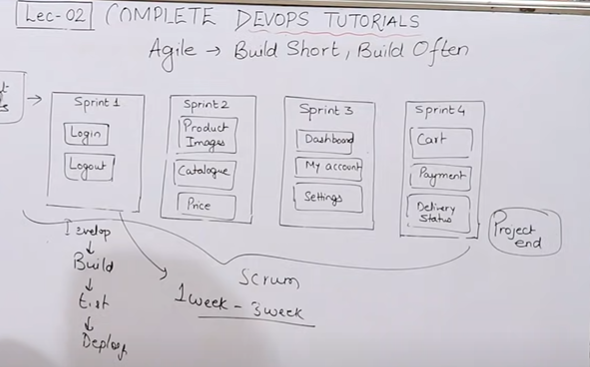 Lec-02 COMPLETE DEVOPS TUTORIALS
Agile → Build Short, Build Often
Sprint 1
Login
Logout
Sprint 2
Product
Images
Catalogue
Price
Sprint 3
Dashboard
My account
Settings
Sprint 4
Cart
Payment
Delivery
Status
Project
end
Scrum
1 week - 3 week
Build
↓
Test
↓
Deploy